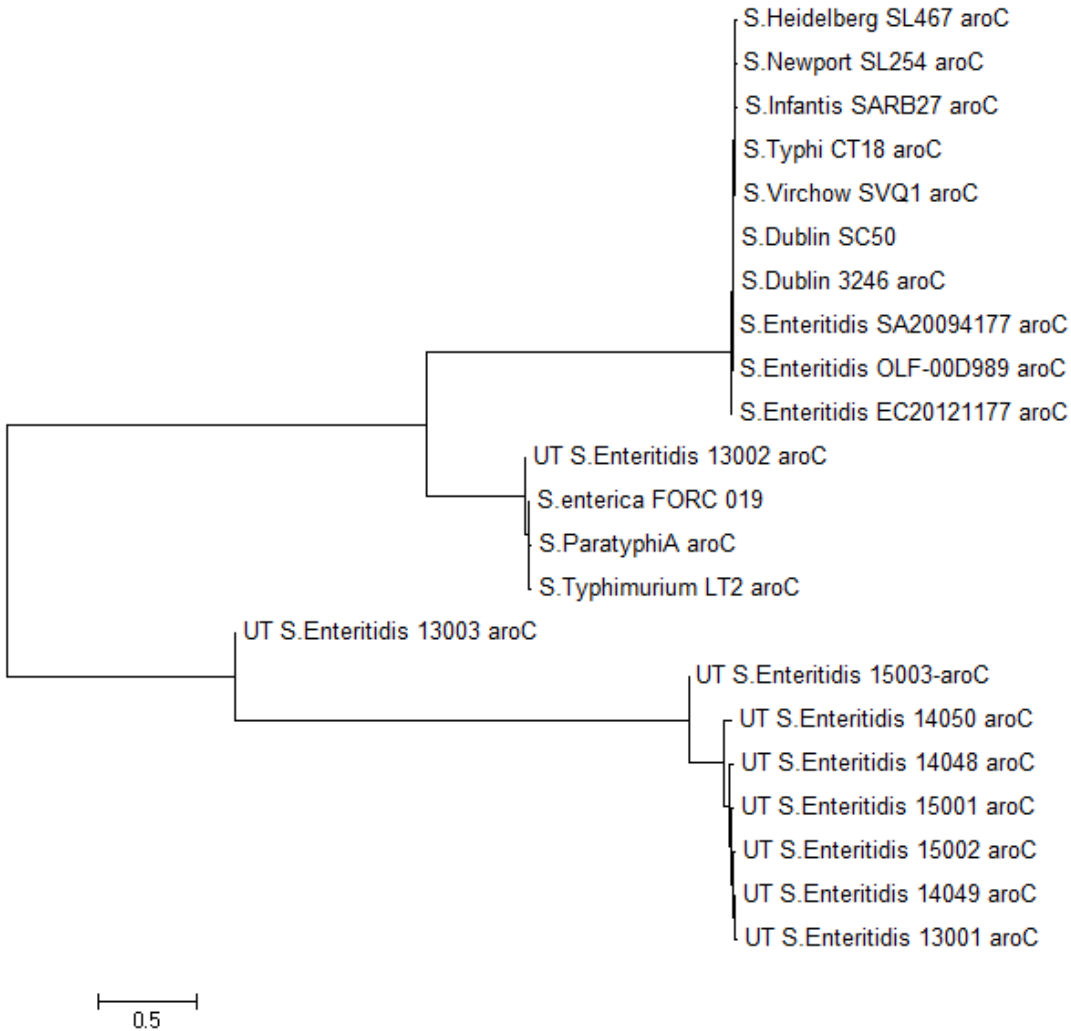 S.Heidelberg SL467 aroC
S.Newport SL254 aroC
S.Infantis SARB27 aroC
S.Typhi CT18 aroC
S.Virchow SVQ1 aroC
S.Dublin SC50
S.Dublin 3246 aroC
S.Enteritidis SA20094177 aroC
S.Enteritidis OLF-00D989 aroC
S.Enteritidis EC20121177 aroC
UT S.Enteritidis 13002 aroC
S.enterica FORC 019
S.ParatyphiA aroC
S.Typhimurium LT2 aroC
UT S.Enteritidis 13003 aroC
UT S.Enteritidis 15003-aroC
UT S.Enteritidis 14050 aroC
UT S.Enteritidis 14048 aroC
UT S.Enteritidis 15001 aroC
UT S.Enteritidis 15002 aroC
UT S.Enteritidis 14049 aroC
UT S.Enteritidis 13001 aroC
0.5